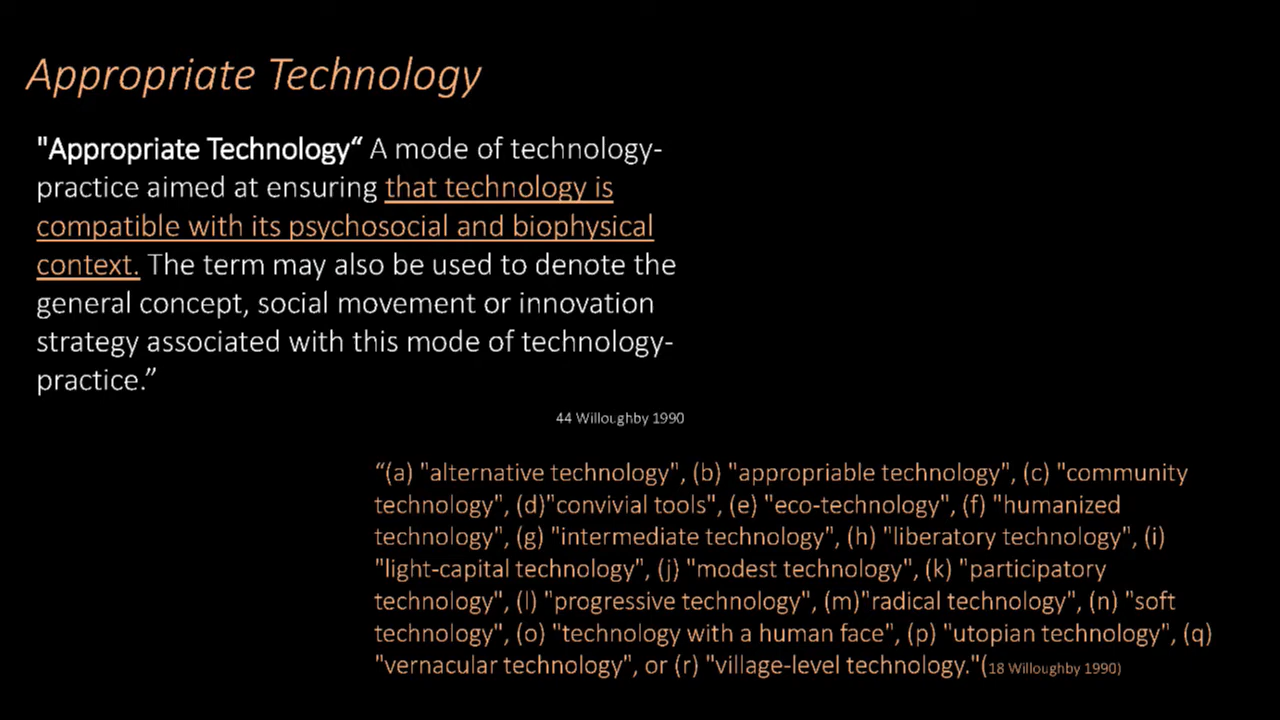 Appropriate Technology
"Appropriate Technology“ A mode of technology-
practice aimed at ensuring that technology is
compatible with its psychosocial and biophysical
context. The term may also be used to denote the
general concept, social movement or innovation
strategy associated with this mode of technology-
practice.”
44 Willoughby 1990
“(a) "alternative technology", (b) "appropriable technology", (c) "community
technology", (d)"convivial tools", (e) "eco-technology", (f) "humanized
technology", (g) "intermediate technology", (h) "liberatory technology", (i)
"light-capital technology", (j) "modest technology", (k) "participatory
technology", (l) "progressive technology", (m)"radical technology", (n) "soft
technology", (o) "technology with a human face", (p) "utopian technology", (q)
"vernacular technology", or (r) "village-level technology."(18 Willoughby 1990)